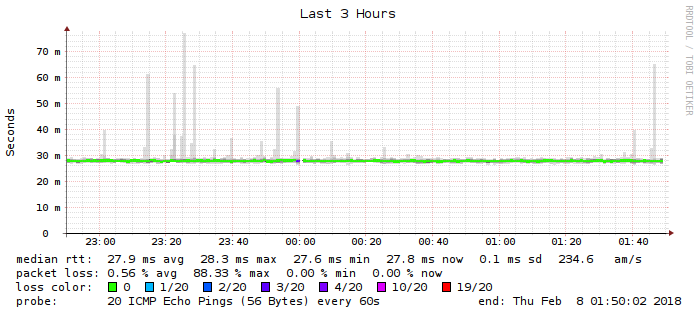 Last 3 Hours
RRDTOOL / TOBI OETIKER
Seconds
70 m
60 m
50 m
40 m
30 m
20 m
10 m
0
23:00 23:20 23:40 00:00 00:20 00:40 01:00 01:20 01:40
median rtt: 27.9 ms avg 28.3 ms max 27.6 ms min 27.8 ms now 0.1 ms sd 234.6 am/s
packet loss: 0.56 % avg 88.33 % max 0.00 % min 0.00 % now
loss color: 0 1/20 2/20 3/20 4/20 10/20 19/20
probe: 20 ICMP Echo Pings (56 Bytes) every 60s end: Thu Feb 8 01:50:02 2018